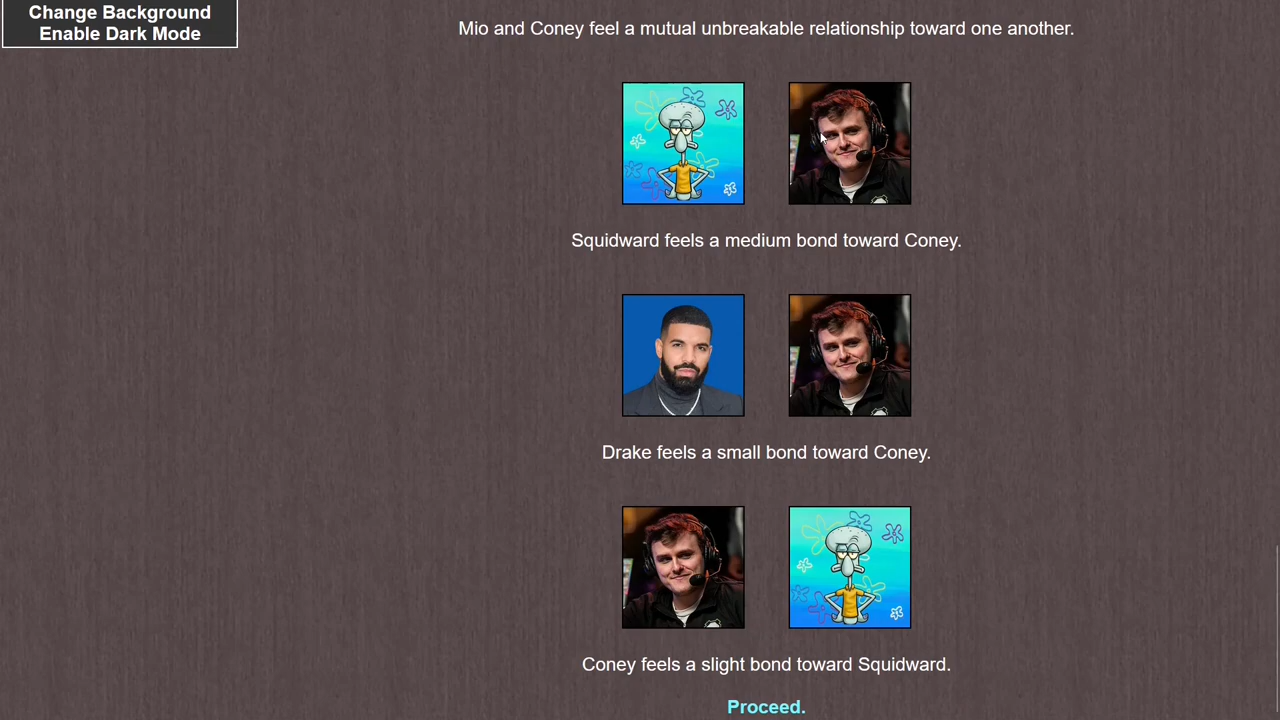 Change Background
Enable Dark Mode
Mio and Coney feel a mutual unbreakable relationship toward one another.
Squidward feels a medium bond toward Coney.
Drake feels a small bond toward Coney.
Coney feels a slight bond toward Squidward.
Proceed.